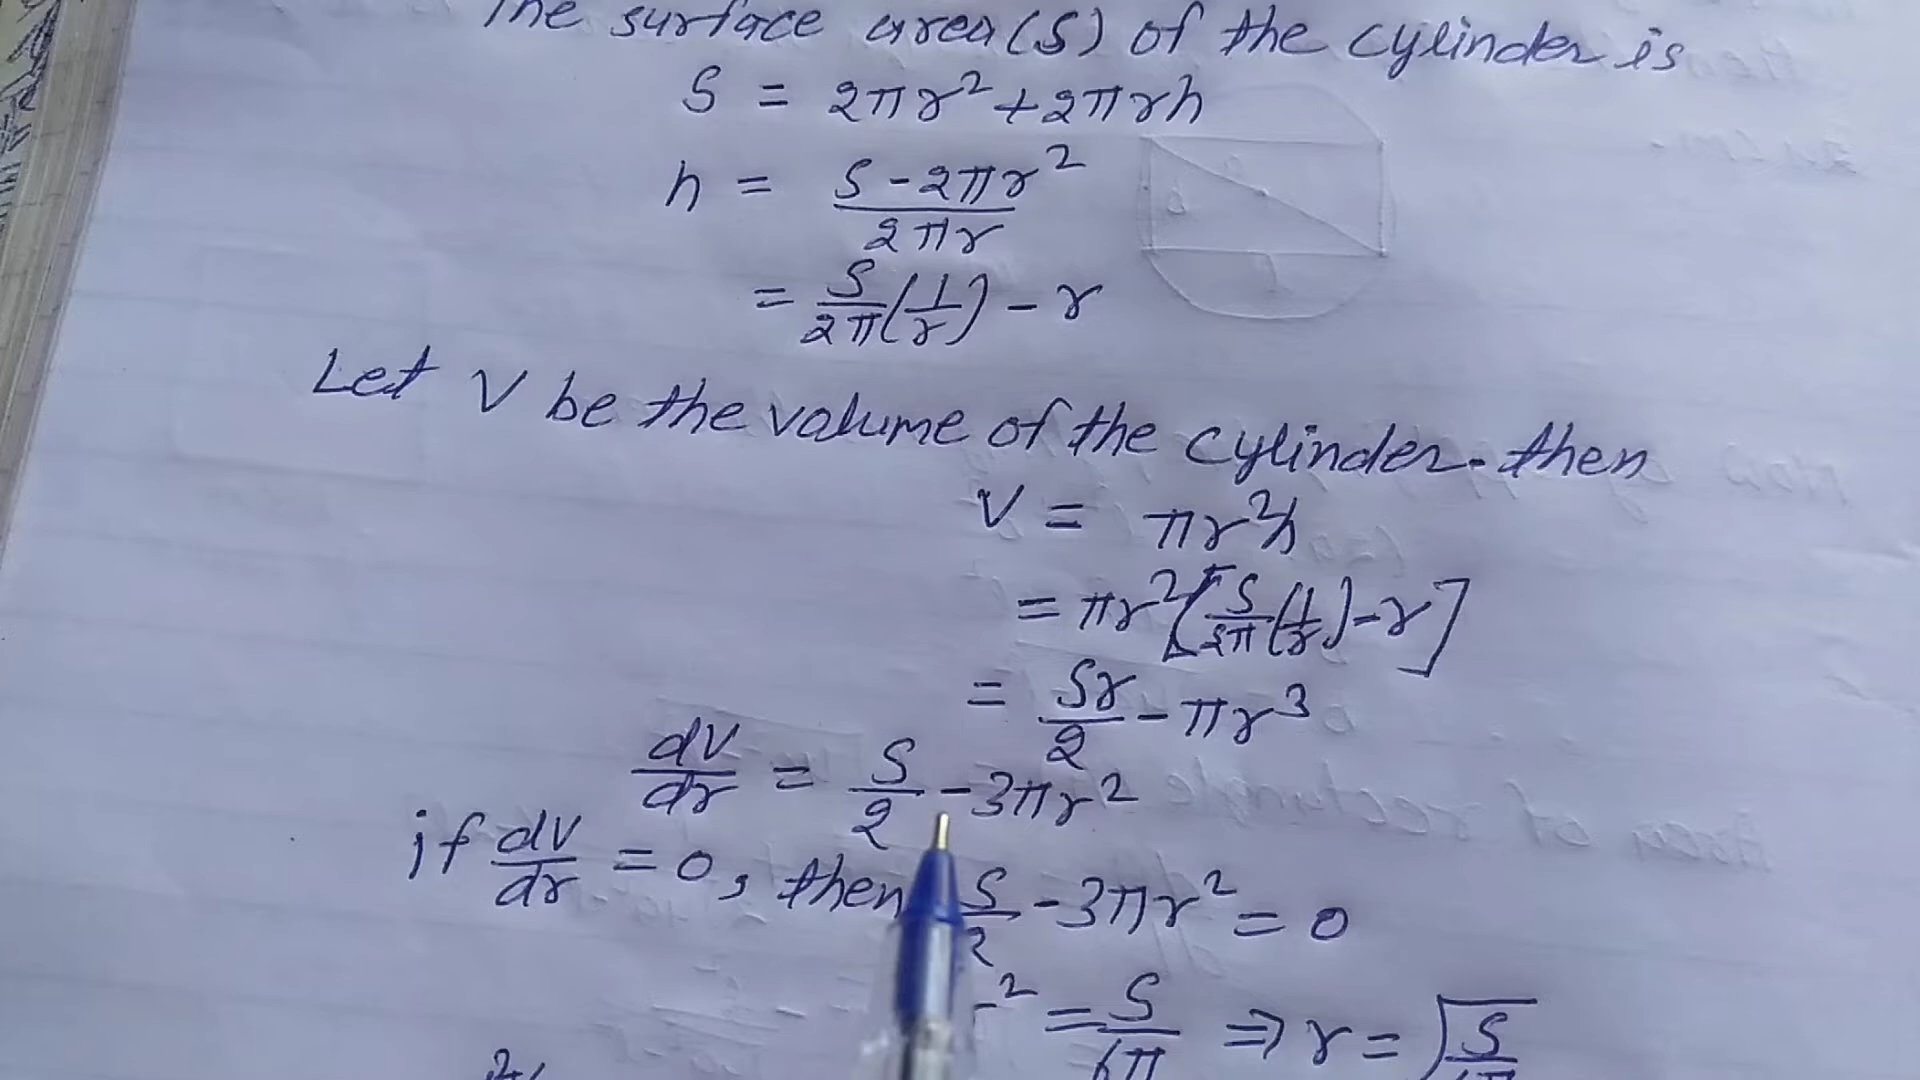 The surface area (S) of the cylinder is
S = 2πr² + 2πrh
h = (S - 2πr²)/(2πr)
= S/2π (1/r) - r
Let V be the volume of the cylinder. then
V = πr²h
= πr² [S/2π (1/r) - r]
= Sr/2 - πr³
dV/dr = S/2 - 3πr²
if dV/dr = 0, then S/2 - 3πr² = 0
² = S/6π ⇒ r = √S/6π